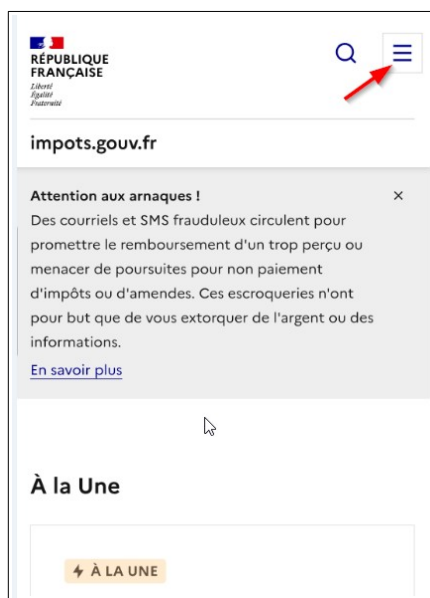 RÉPUBLIQUE
FRANÇAISE
Liberté
Égalité
Fraternité
impots.gouv.fr
Attention aux arnaques !
Des courriels et SMS frauduleux circulent pour
promettre le remboursement d'un trop perçu ou
menacer de poursuites pour non paiement
d'impôts ou d'amendes. Ces escroqueries n'ont
pour but que de vous extorquer de l'argent ou des
informations.
En savoir plus
À la Une
À LA UNE